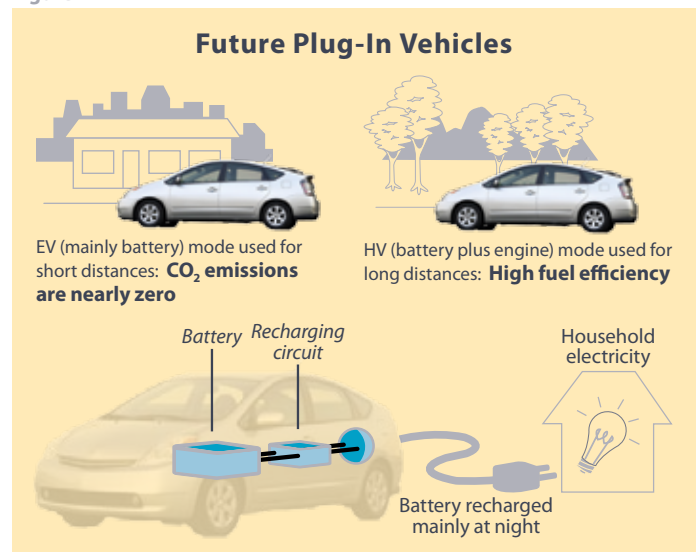 Future Plug-In Vehicles
EV (mainly battery) mode used for
short distances: CO₂ emissions
are nearly zero
HV (battery plus engine) mode used for
long distances: High fuel efficiency
Battery
Recharging
circuit
Household
electricity
Battery recharged
mainly at night